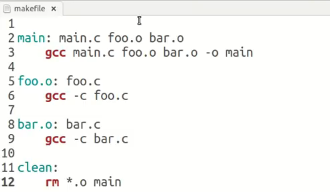 makefile ×
1
2 main: main.c foo.o bar.o
3     gcc main.c foo.o bar.o -o main
4
5 foo.o: foo.c
6     gcc -c foo.c
7
8 bar.o: bar.c
9     gcc -c bar.c
10
11 clean:
12     rm *.o main